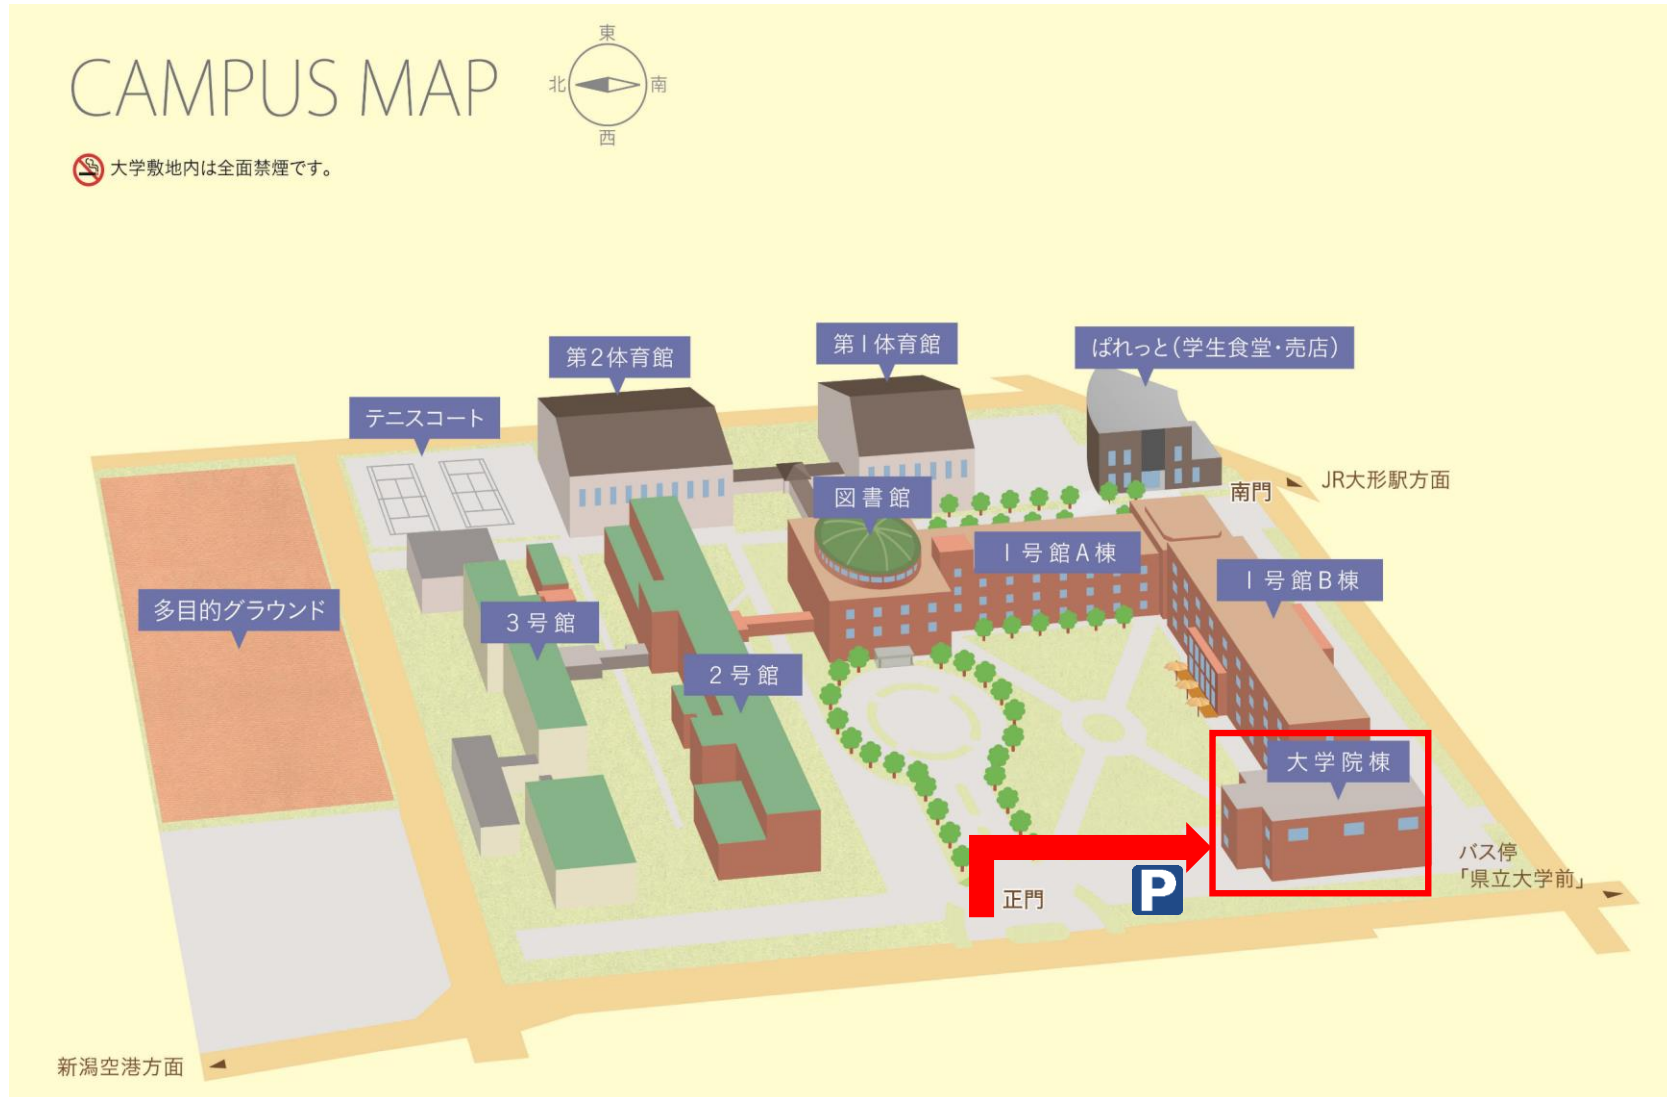 CAMPUS MAP
東
北
南
西
大学敷地内は全面禁煙です。
第2体育館
第1体育館
ぱれっと(学生食堂・売店)
テニスコート
図書館
南門
JR大形駅方面
1号館A棟
1号館B棟
多目的グラウンド
3号館
2号館
大学院棟
バス停
「県立大学前」
P
正門
新潟空港方面